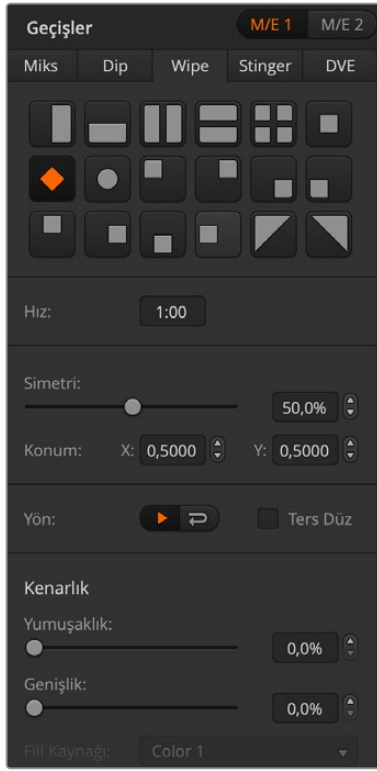 Geçişler M/E 1 M/E 2
Miks Dip Wipe Stinger DVE
Hız: 1:00
Simetri:
50,0%
Konum: X: 0,5000 Y: 0,5000
Yön: Ters Düz
Kenarlık
Yumuşaklık:
0,0%
Genişlik:
0,0%
Fill Kaynağı: Color 1